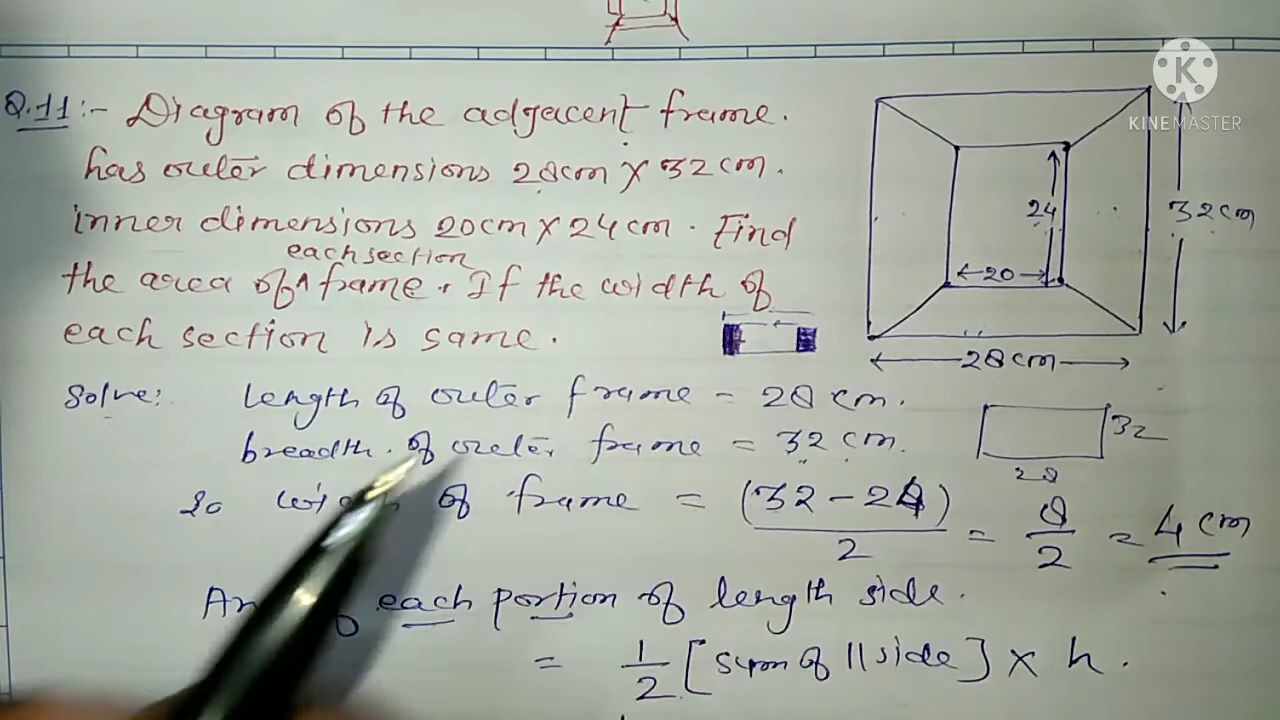 Q.11:- Diagram of the adjacent frame.
has outer dimensions 28cm X 32cm.
inner dimensions 20cm X 24cm. Find
each section
the area of ^ frame. If the width of
each section is same.
24
20
32cm
28cm
K
KINEMASTER
Solve: Length of outer frame = 28 cm.
breadth of outer frame = 32 cm.
32
28
So of frame = (32-24)/2 = 8/2 = 4 cm
each portion of length side.
= 1/2 [sum of || side] x h.